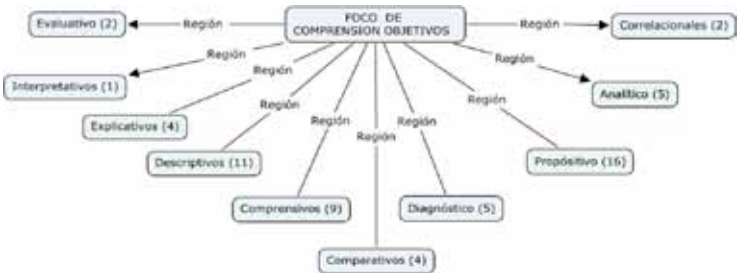 FOCO DE
COMPRENSION OBJETIVOS
Evaluativo (2)
Región
Región
Correlacionales (2)
Región
Región
Interpretativos (1)
Región
Analítico (5)
Región
Región
Explicativos (4)
Región
Región
Región
Descriptivos (11)
Propósitivo (16)
Comprensivos (9)
Diagnóstico (5)
Comparativos (4)